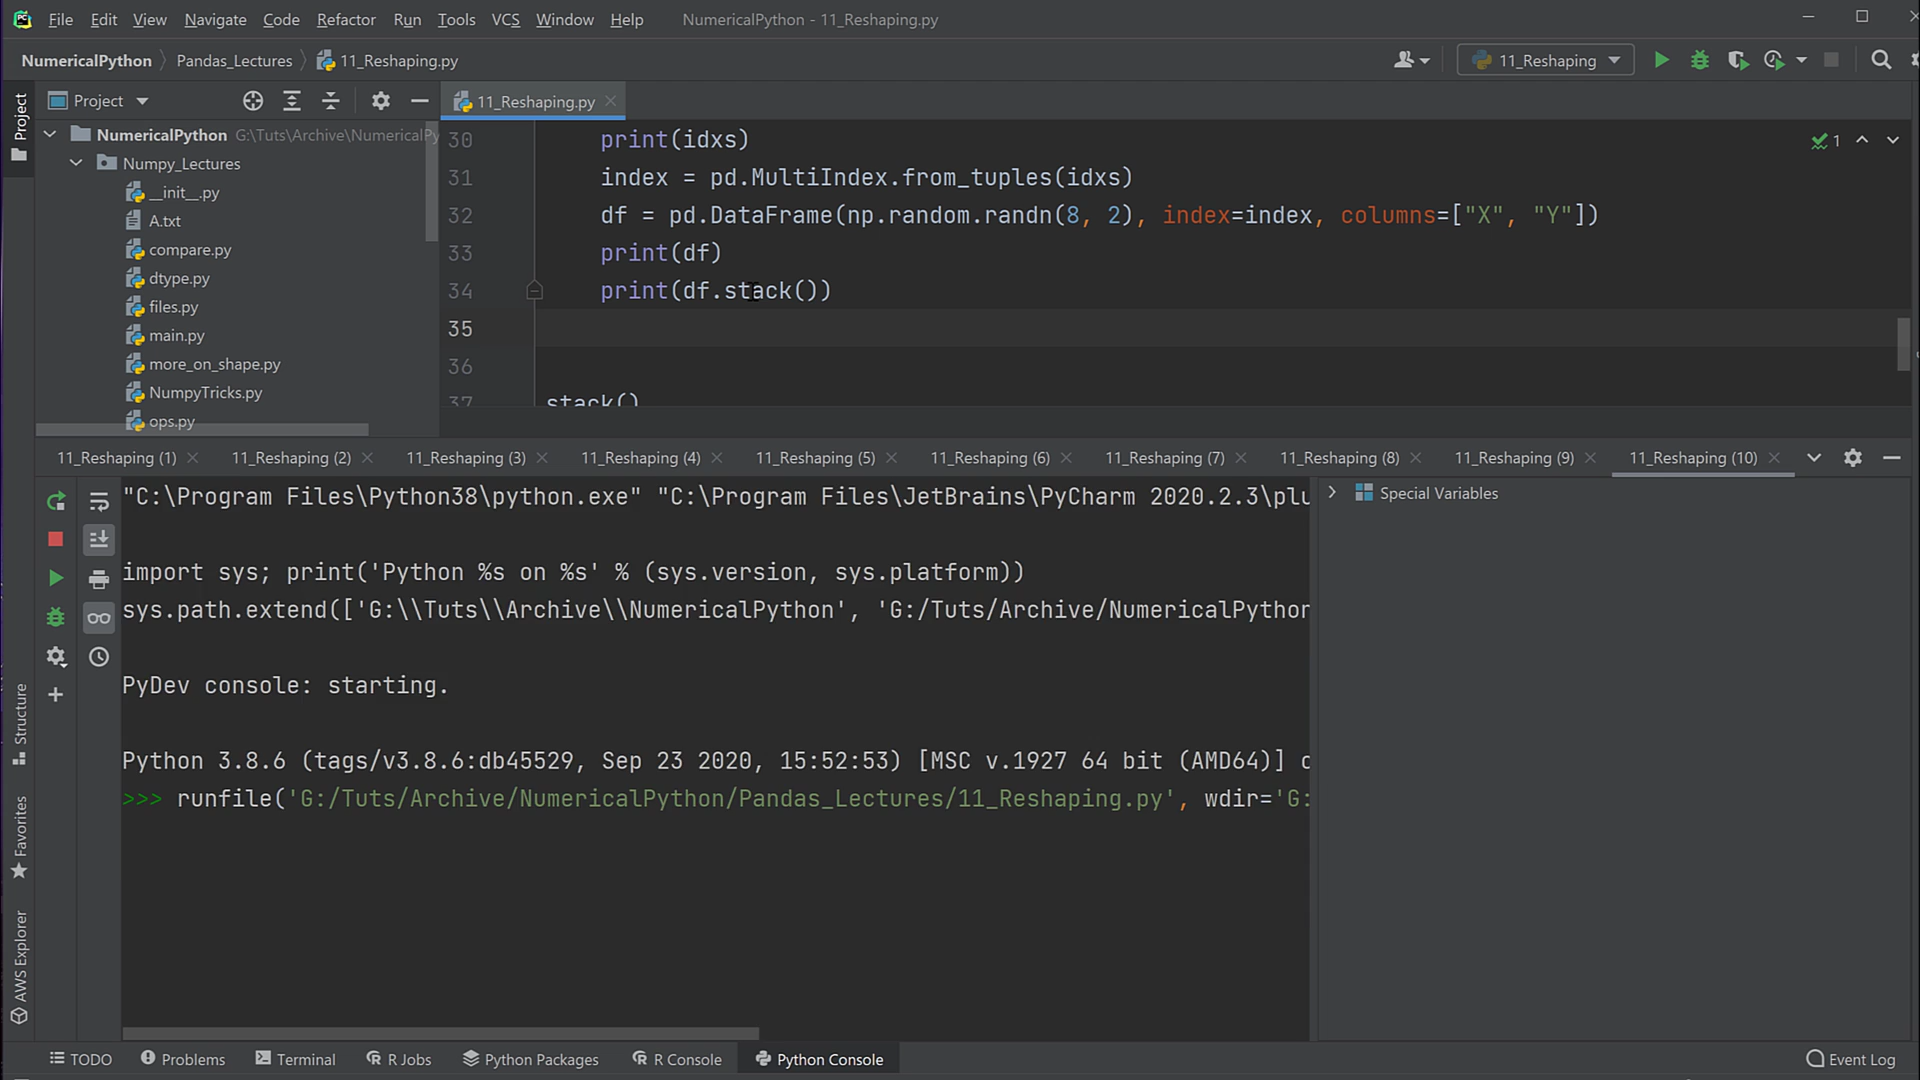 File Edit View Navigate Code Refactor Run Tools VCS Window Help NumericalPython - 11_Reshaping.py
NumericalPython Pandas_Lectures 11_Reshaping.py 11_Reshaping
Project
Project
11_Reshaping.py
NumericalPython G:\Tuts\Archive\NumericalPy
Numpy_Lectures
__init__.py
A.txt
compare.py
dtype.py
files.py
main.py
more_on_shape.py
NumpyTricks.py
ops.py
30 print(idxs)
31 index = pd.MultiIndex.from_tuples(idxs)
32 df = pd.DataFrame(np.random.randn(8, 2), index=index, columns=["X", "Y"])
33 print(df)
34 print(df.stack())
35
36
37 stack()
1
11_Reshaping (1) 11_Reshaping (2) 11_Reshaping (3) 11_Reshaping (4) 11_Reshaping (5) 11_Reshaping (6) 11_Reshaping (7) 11_Reshaping (8) 11_Reshaping (9) 11_Reshaping (10)
"C:\Program Files\Python38\python.exe" "C:\Program Files\JetBrains\PyCharm 2020.2.3\plu
import sys; print('Python %s on %s' % (sys.version, sys.platform))
sys.path.extend(['G:\\Tuts\\Archive\\NumericalPython', 'G:/Tuts/Archive/NumericalPython
PyDev console: starting.
Python 3.8.6 (tags/v3.8.6:db45529, Sep 23 2020, 15:52:53) [MSC v.1927 64 bit (AMD64)] o
>>> runfile('G:/Tuts/Archive/NumericalPython/Pandas_Lectures/11_Reshaping.py', wdir='G:
Special Variables
Structure
Favorites
AWS Explorer
TODO Problems Terminal R Jobs Python Packages R Console Python Console Event Log